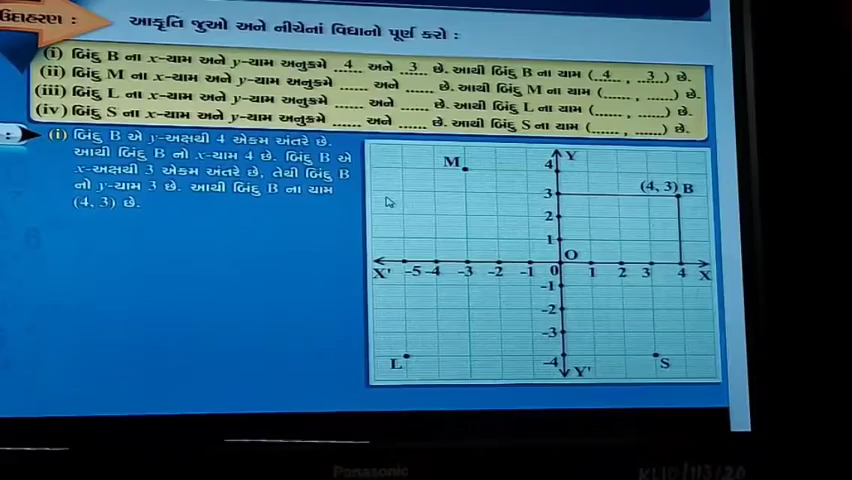 ઉદાહરણ :
આકૃતિ જુઓ અને નીચેનાં વિધાનો પૂર્ણ કરો :
(i) બિંદુ B ના x-યામ અને y-યામ અનુક્રમે ...4... અને ...3... છે. આથી બિંદુ B ના યામ (...4..., ...3...) છે.
(ii) બિંદુ M ના x-યામ અને y-યામ અનુક્રમે ...... અને ...... છે. આથી બિંદુ M ના યામ (......, ......) છે.
(iii) બિંદુ L ના x-યામ અને y-યામ અનુક્રમે ...... અને ...... છે. આથી બિંદુ L ના યામ (......, ......) છે.
(iv) બિંદુ S ના x-યામ અને y-યામ અનુક્રમે ...... અને ...... છે. આથી બિંદુ S ના યામ (......, ......) છે.
: (i) બિંદુ B એ y-અક્ષથી 4 એકમ અંતરે છે.
આથી બિંદુ B નો x-યામ 4 છે. બિંદુ B એ
x-અક્ષથી 3 એકમ અંતરે છે, તેથી બિંદુ B
નો y-યામ 3 છે. આથી બિંદુ B ના યામ
(4, 3) છે.
M 4 Y
3 (4, 3) B
2
1
O
X' -5 -4 -3 -2 -1 0 1 2 3 4 X
-1
-2
-3
L -4 Y' S
Panasonic